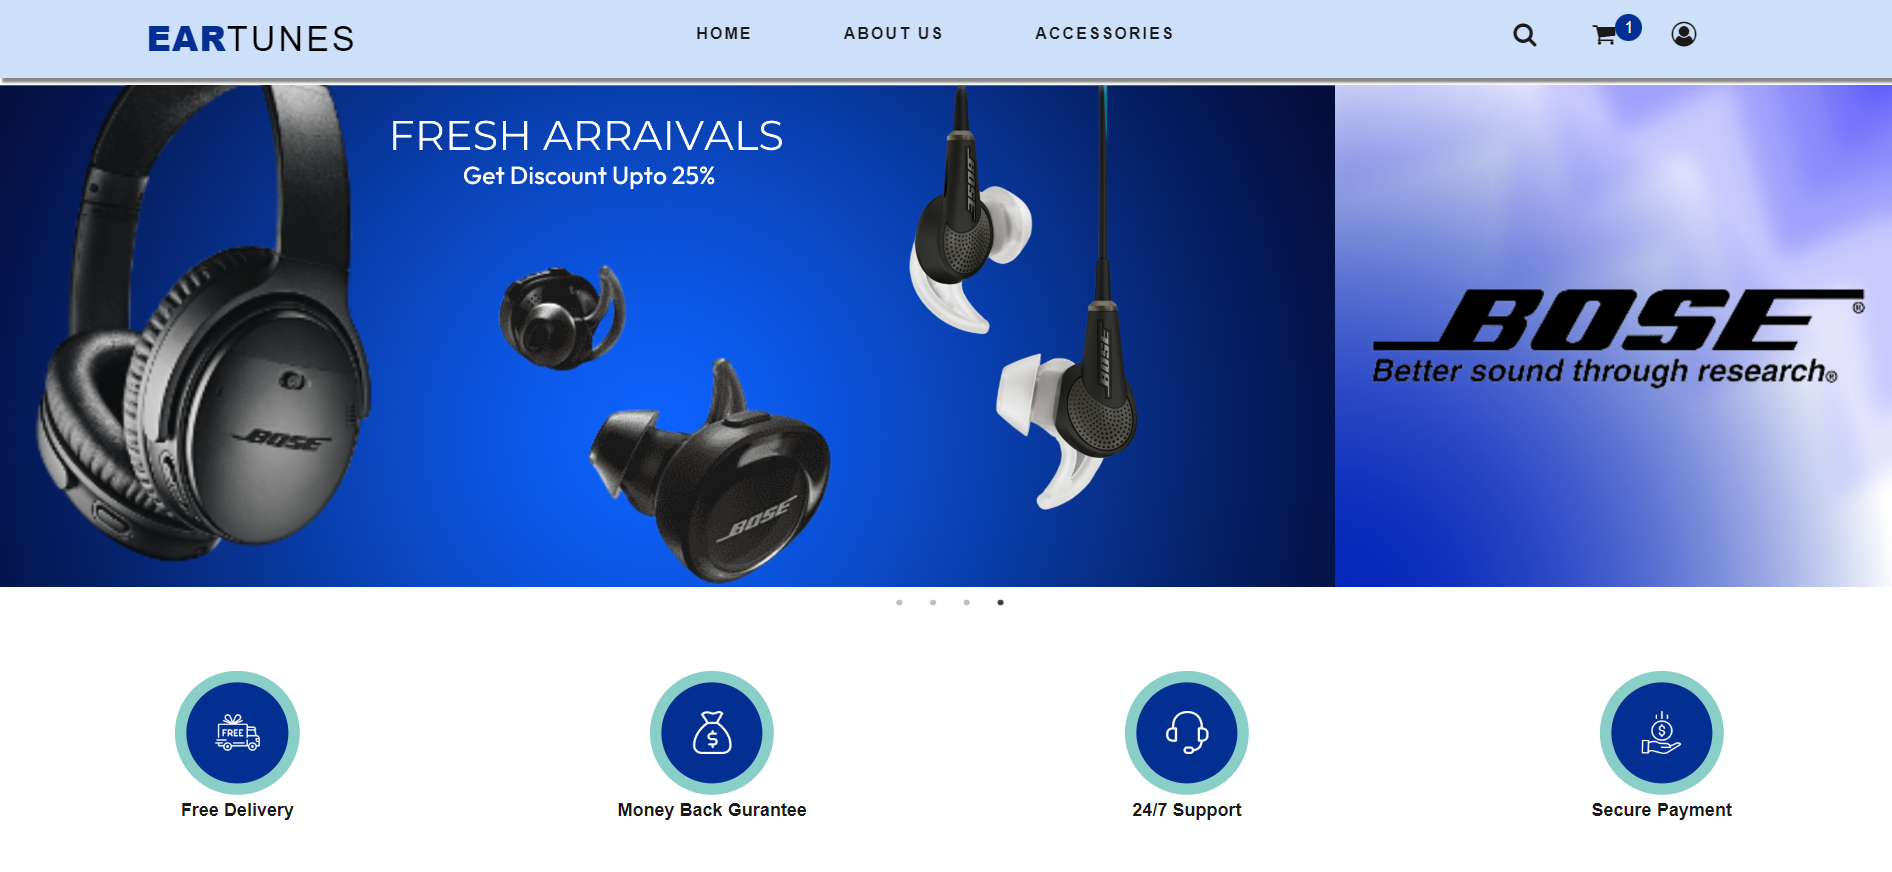 EARTUNES
HOME
ABOUT US
ACCESSORIES
1
FRESH ARRAIVALS
Get Discount Upto 25%
BOSE
BOSE
BOSE
BOSE
BOSE®
Better sound through research®
FREE
Free Delivery
Money Back Gurantee
24/7 Support
Secure Payment